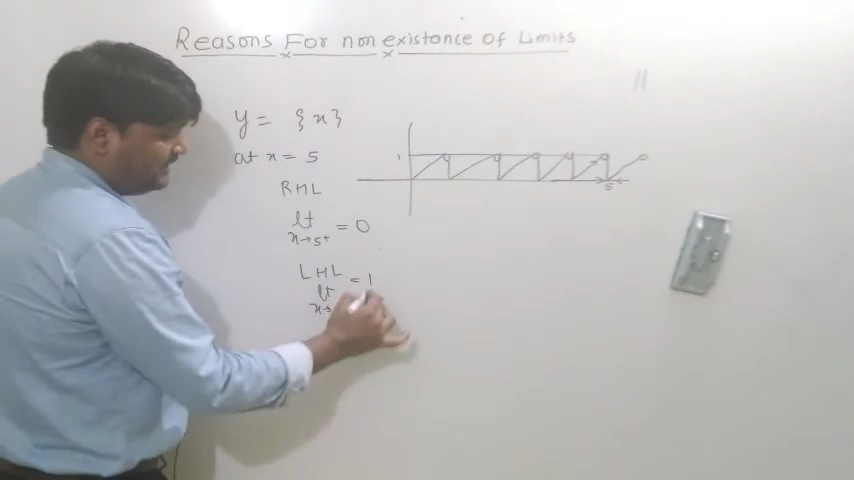 Reasons For non existance of Limits
y = {x}
at x = 5
RHL
lt = 0
x→5+
LHL
lt = 1
x→
1
5